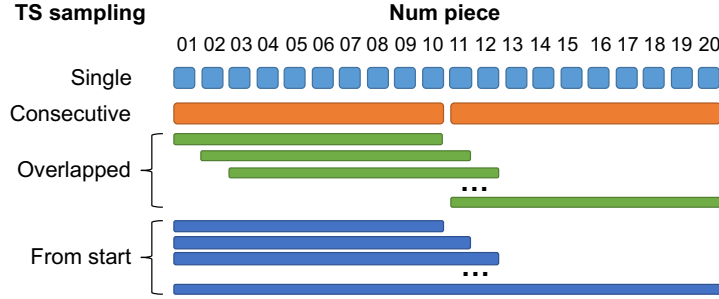 TS sampling Num piece
01 02 03 04 05 06 07 08 09 10 11 12 13 14 15 16 17 18 19 20
Single
Consecutive
Overlapped
...
From start
...